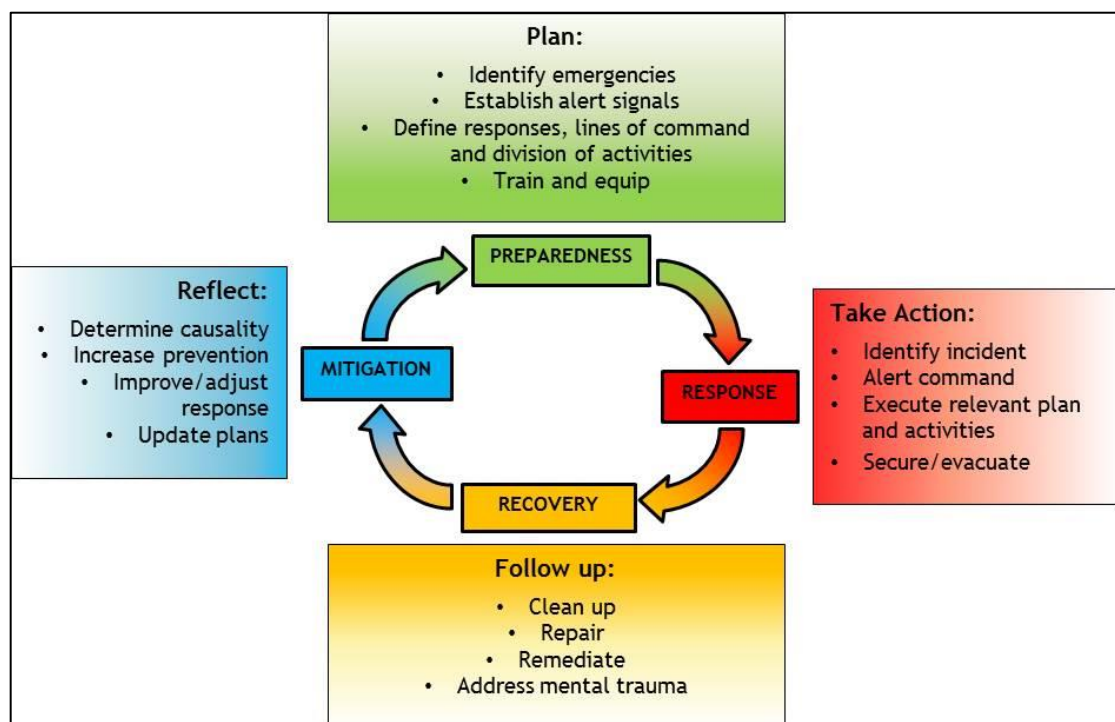 Plan:
• Identify emergencies
• Establish alert signals
• Define responses, lines of command
and division of activities
• Train and equip
PREPAREDNESS
Reflect:
• Determine causality
• Increase prevention
• Improve/adjust
response
• Update plans
MITIGATION
RESPONSE
Take Action:
• Identify incident
• Alert command
• Execute relevant plan
and activities
• Secure/evacuate
RECOVERY
Follow up:
• Clean up
• Repair
• Remediate
• Address mental trauma